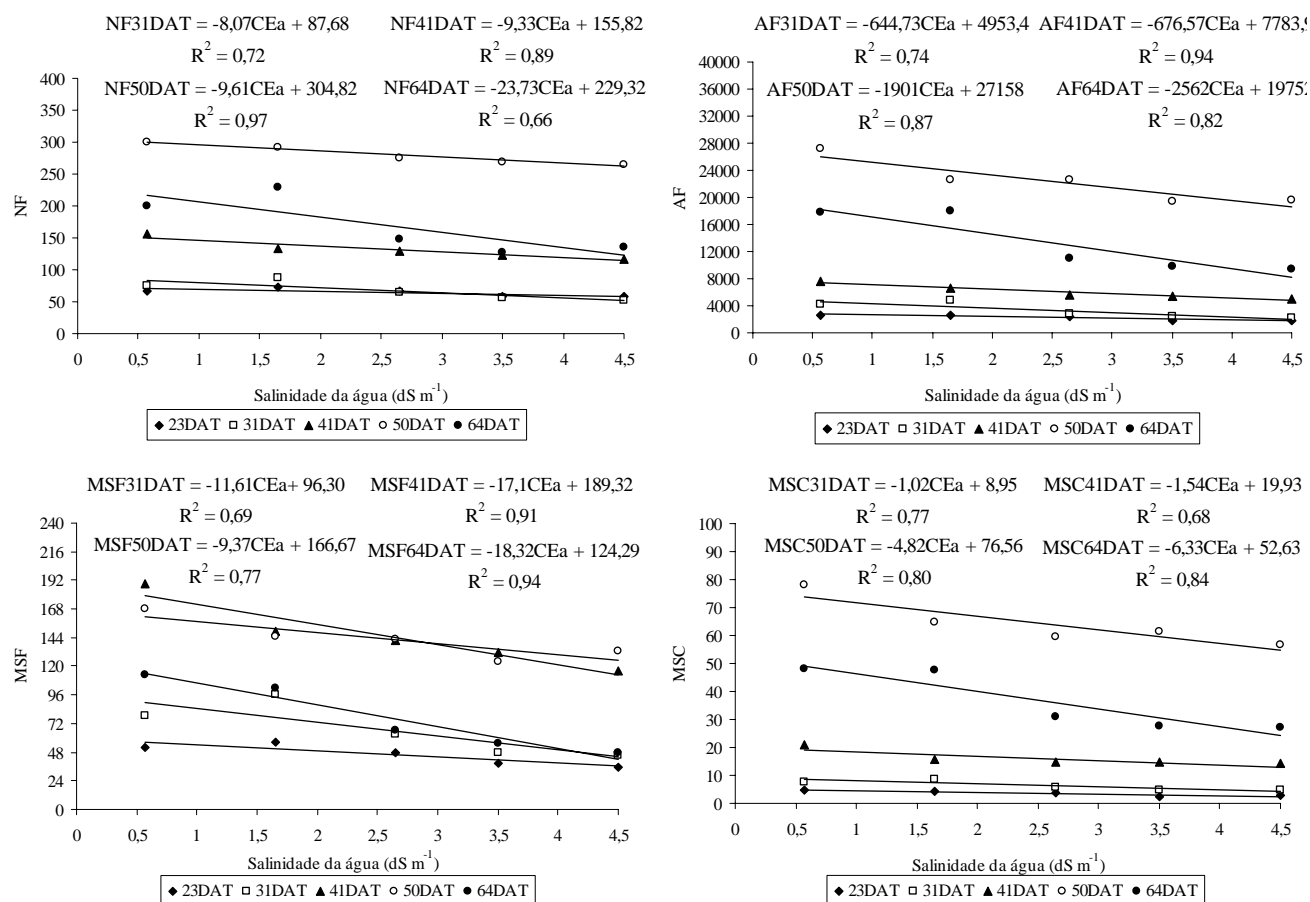 NF31DAT = -8,07CEa + 87,68
R² = 0,72
NF41DAT = -9,33CEa + 155,82
R² = 0,89
NF50DAT = -9,61CEa + 304,82
R² = 0,97
NF64DAT = -23,73CEa + 229,32
R² = 0,66
400
350
300
250
200
150
100
50
0
NF
0 0,5 1 1,5 2 2,5 3 3,5 4 4,5
Salinidade da água (dS m⁻¹)
23DAT 31DAT 41DAT 50DAT 64DAT
AF31DAT = -644,73CEa + 4953,4
R² = 0,74
AF41DAT = -676,57CEa + 7783,9
R² = 0,94
AF50DAT = -1901CEa + 27158
R² = 0,87
AF64DAT = -2562CEa + 19752
R² = 0,82
40000
36000
32000
28000
24000
20000
16000
12000
8000
4000
0
AF
0 0,5 1 1,5 2 2,5 3 3,5 4 4,5
Salinidade da água (dS m⁻¹)
23DAT 31DAT 41DAT 50DAT 64DAT
MSF31DAT = -11,61CEa+ 96,30
R² = 0,69
MSF41DAT = -17,1CEa + 189,32
R² = 0,91
MSF50DAT = -9,37CEa + 166,67
R² = 0,77
MSF64DAT = -18,32CEa + 124,29
R² = 0,94
240
216
192
168
144
120
96
72
48
24
0
MSF
0 0,5 1 1,5 2 2,5 3 3,5 4 4,5
Salinidade da água (dS m⁻¹)
23DAT 31DAT 41DAT 50DAT 64DAT
MSC31DAT = -1,02CEa + 8,95
R² = 0,77
MSC41DAT = -1,54CEa + 19,93
R² = 0,68
MSC50DAT = -4,82CEa + 76,56
R² = 0,80
MSC64DAT = -6,33CEa + 52,63
R² = 0,84
100
90
80
70
60
50
40
30
20
10
0
MSC
0 0,5 1 1,5 2 2,5 3 3,5 4 4,5
Salinidade da água (dS m⁻¹)
23DAT 31DAT 41DAT 50DAT 64DAT